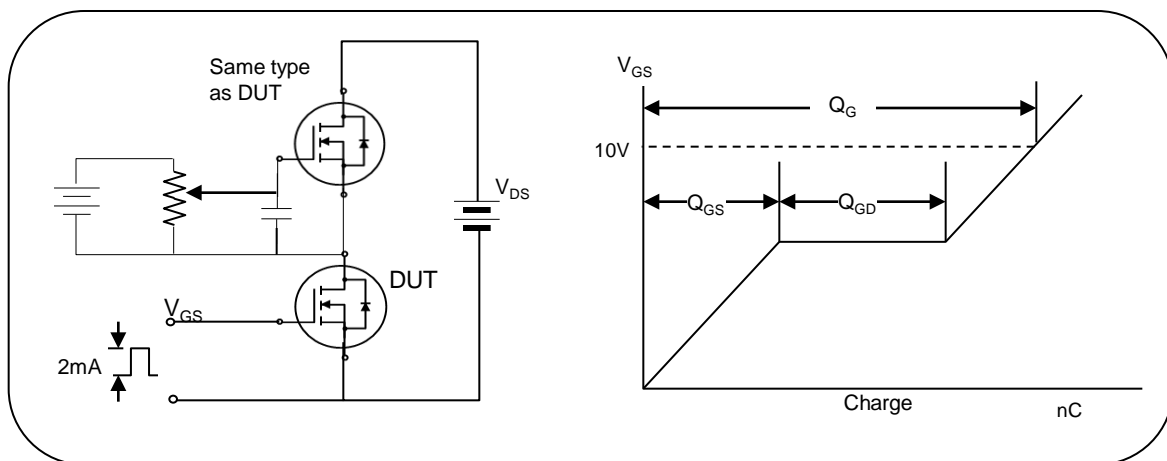 Same type
as DUT
V_DS
DUT
V_GS
2mA
V_GS
Q_G
10V
Q_GS
Q_GD
Charge
nC